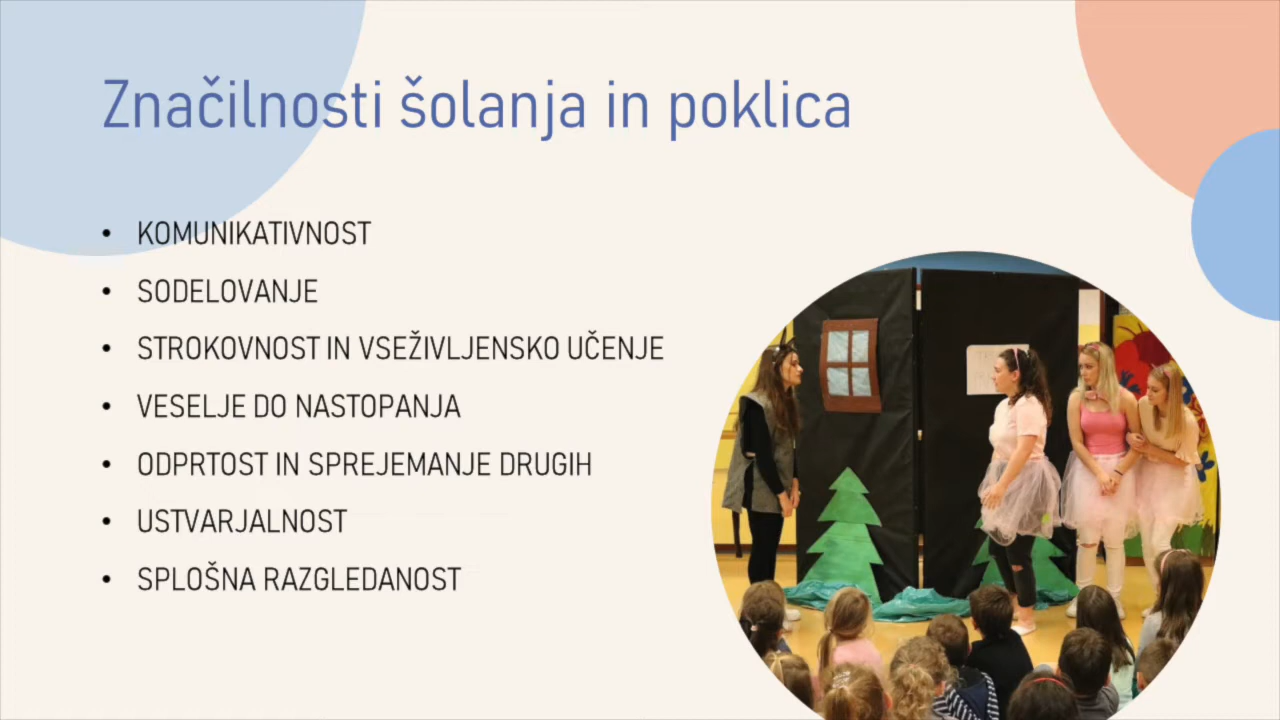 Značilnosti šolanja in poklica
• KOMUNIKATIVNOST
• SODELOVANJE
• STROKOVNOST IN VSEŽIVLJENSKO UČENJE
• VESELJE DO NASTOPANJA
• ODPRTOST IN SPREJEMANJE DRUGIH
• USTVARJALNOST
• SPLOŠNA RAZGLEDANOST